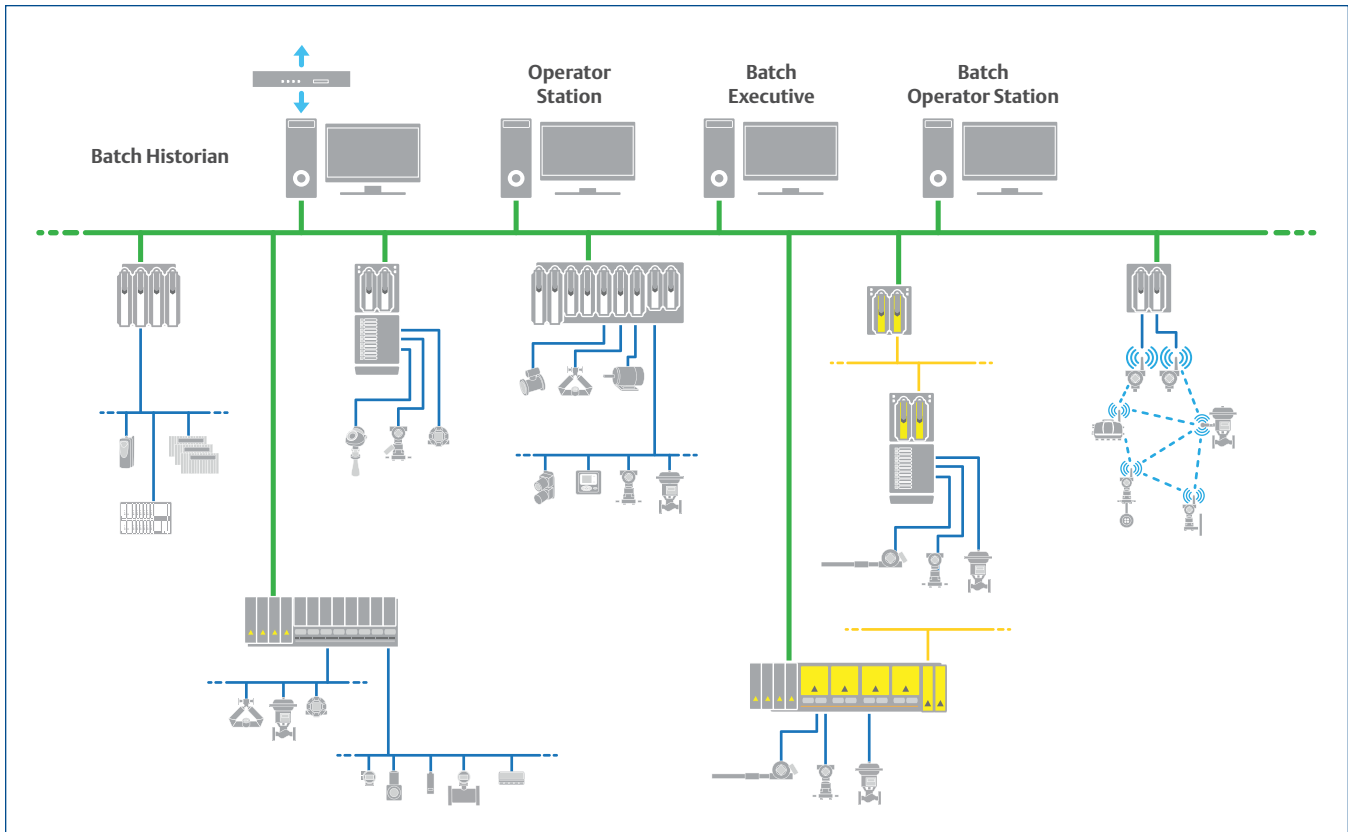 Operator
Station
Batch
Executive
Batch
Operator Station
Batch Historian